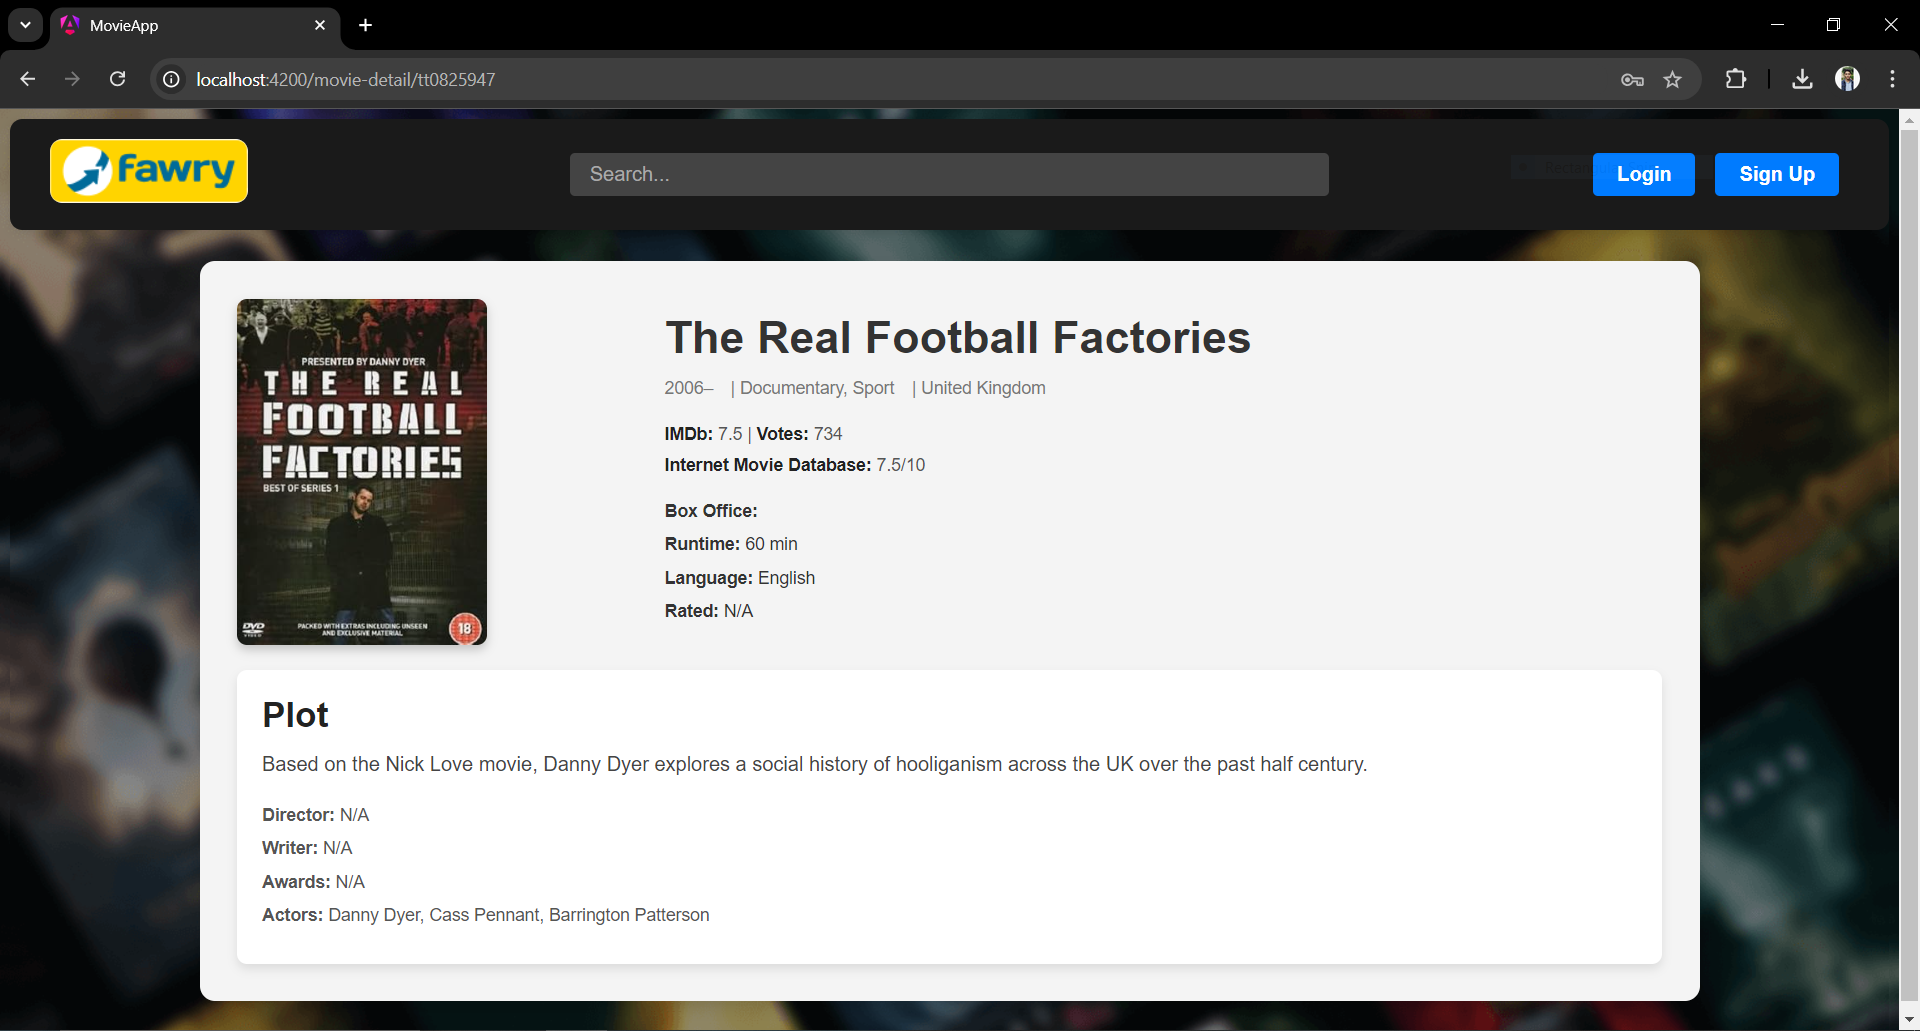 MovieApp
localhost:4200/movie-detail/tt0825947
fawry
Search...
Login
Sign Up
PRESENTED BY DANNY DYER
THE REAL
FOOTBALL
FACTORIES
BEST OF SERIES 1
DVD
VIDEO
PACKED WITH EXTRAS INCLUDING UNSEEN
AND EXCLUSIVE MATERIAL
18
The Real Football Factories
2006– | Documentary, Sport | United Kingdom
IMDb: 7.5 | Votes: 734
Internet Movie Database: 7.5/10
Box Office:
Runtime: 60 min
Language: English
Rated: N/A
Plot
Based on the Nick Love movie, Danny Dyer explores a social history of hooliganism across the UK over the past half century.
Director: N/A
Writer: N/A
Awards: N/A
Actors: Danny Dyer, Cass Pennant, Barrington Patterson